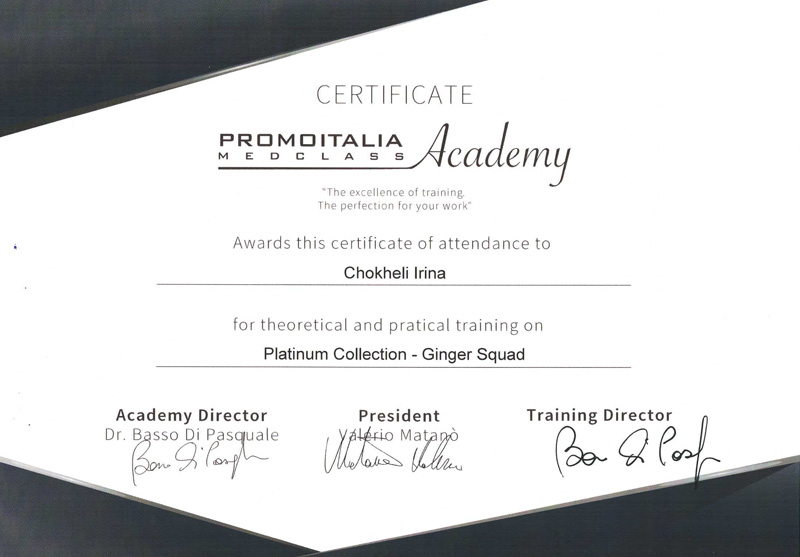 CERTIFICATE
PROMOITALIA
MEDCLASS Academy
"The excellence of training.
The perfection for your work"
Awards this certificate of attendance to
Chokheli Irina
for theoretical and pratical training on
Platinum Collection - Ginger Squad
Academy Director President Training Director
Dr. Basso Di Pasquale Valerio Matanò